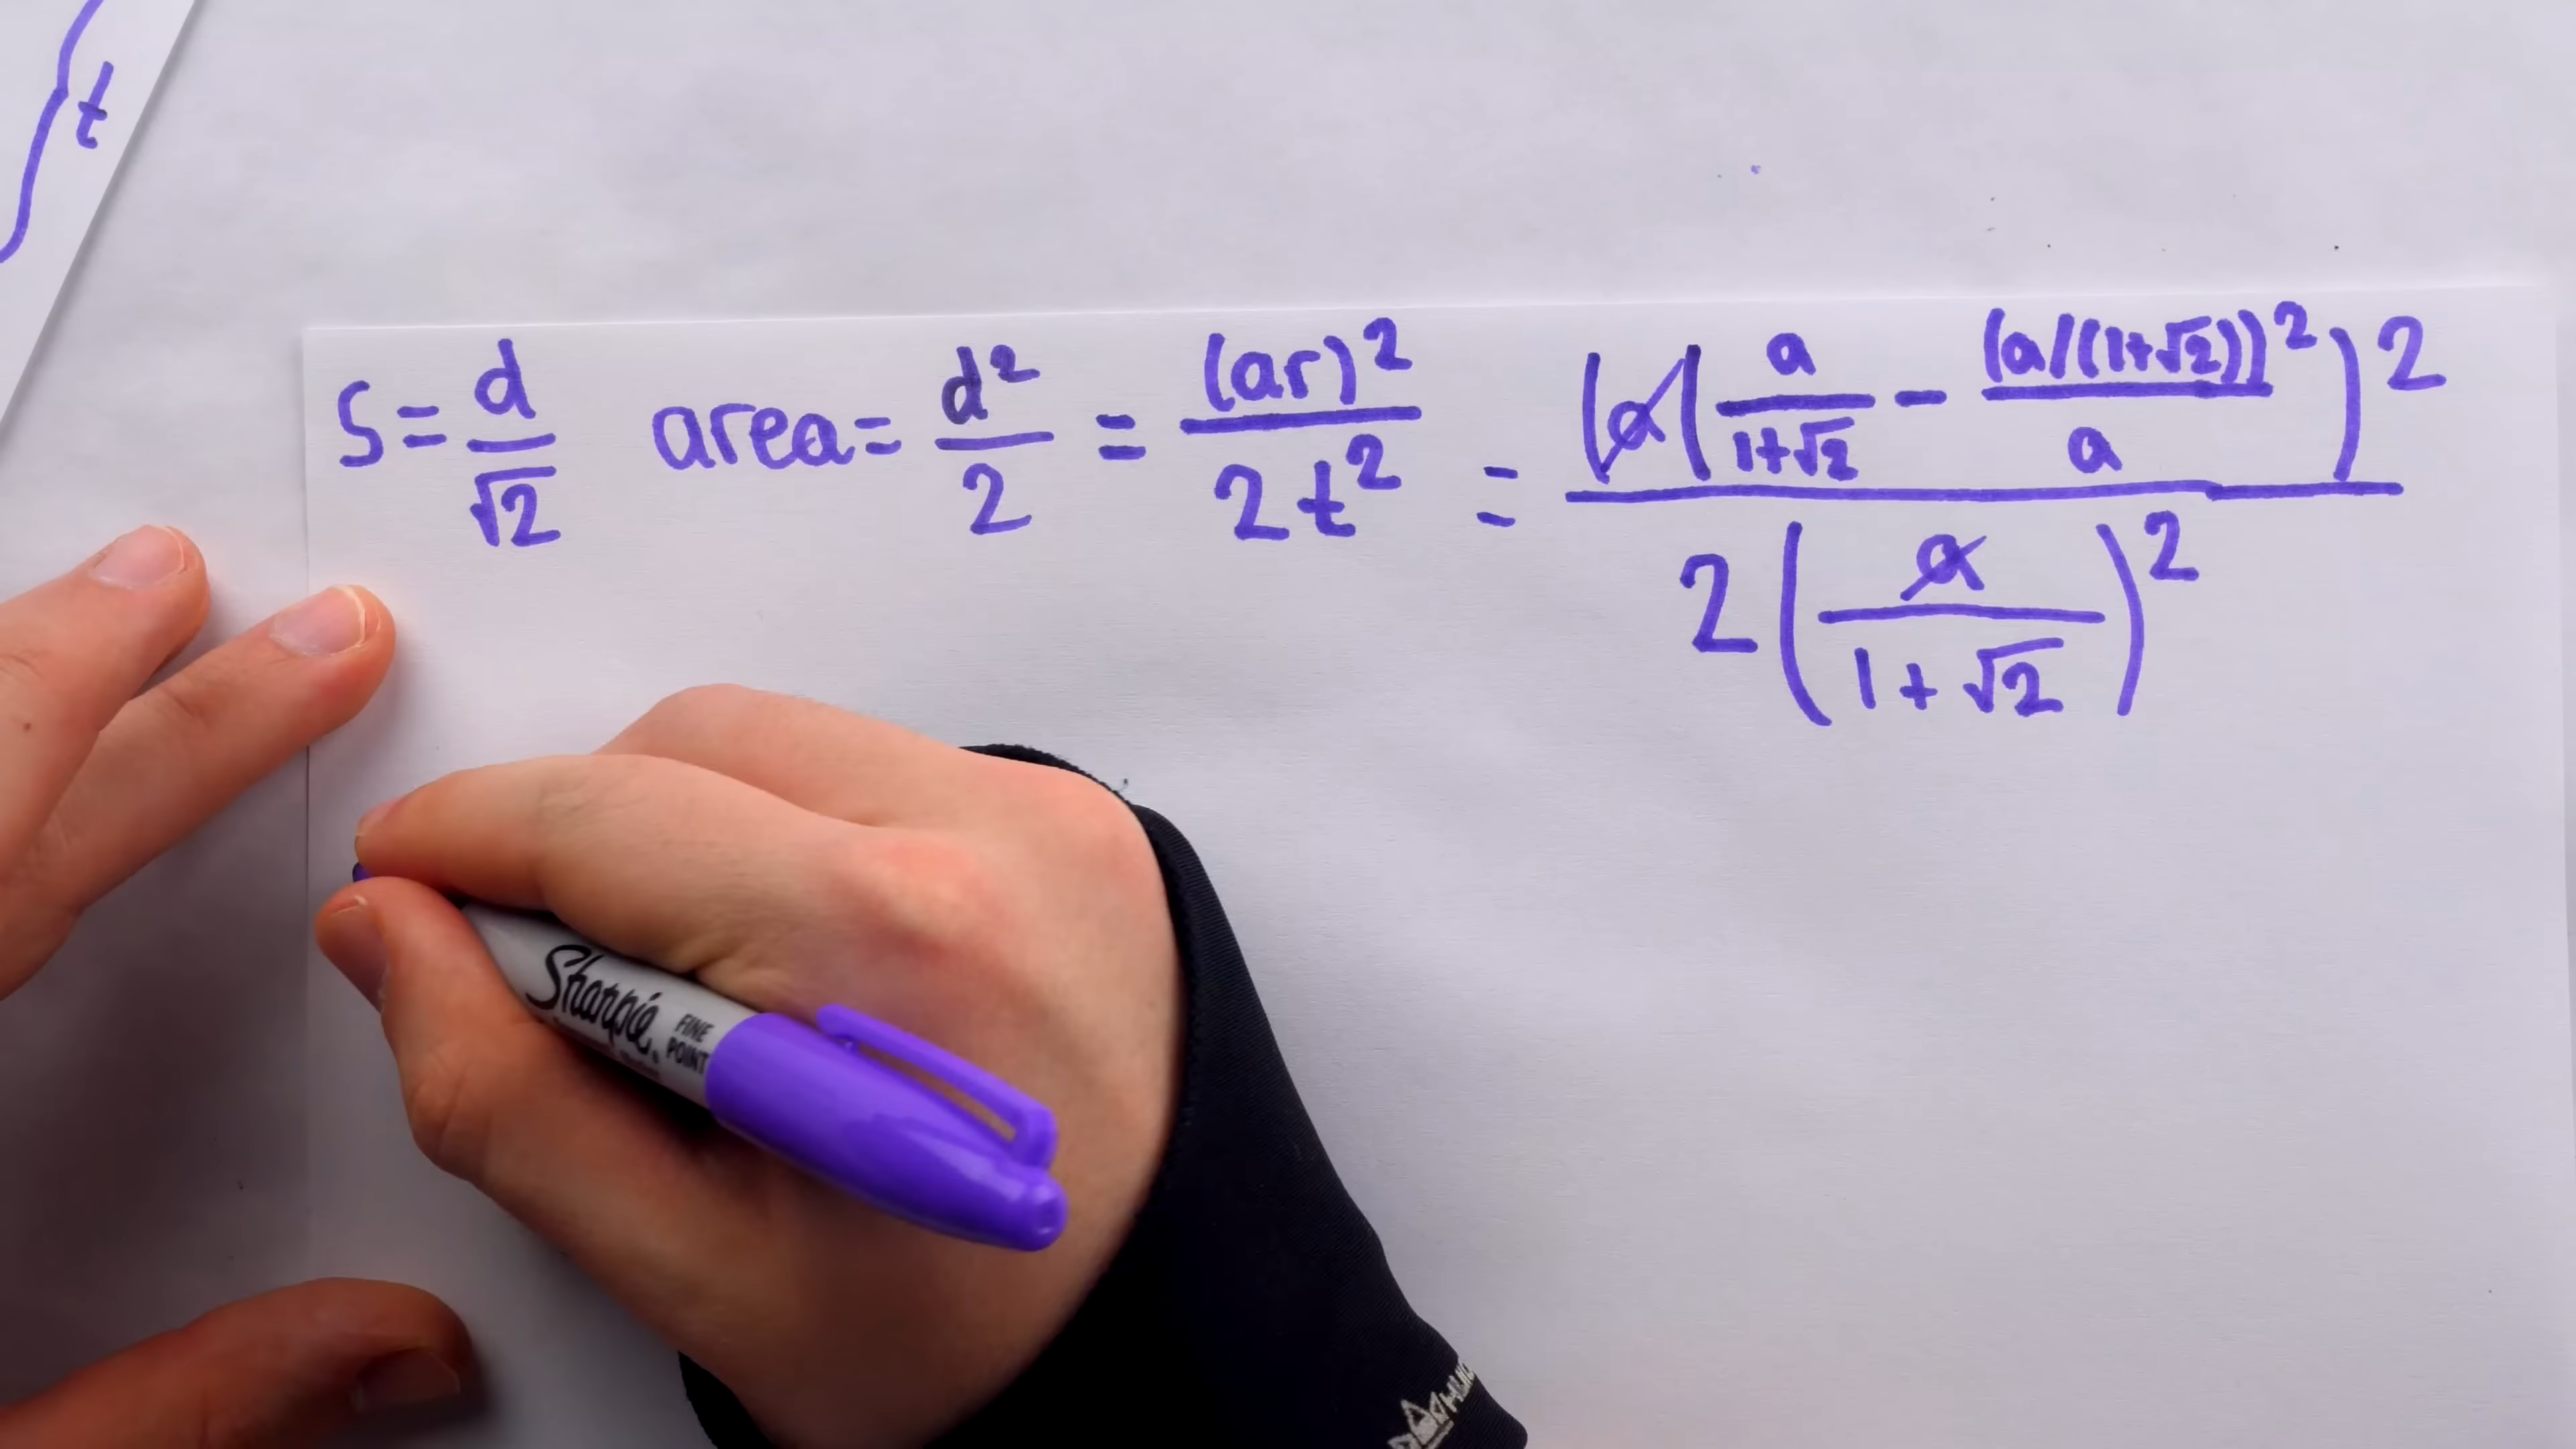 t
S = d/√2 area = d²/2 = (ar)²/2t² = (a(a/(1+√2) - (a/(1+√2))²/a)²/2(a/(1+√2))²
Sharpie.
FINE
POINT